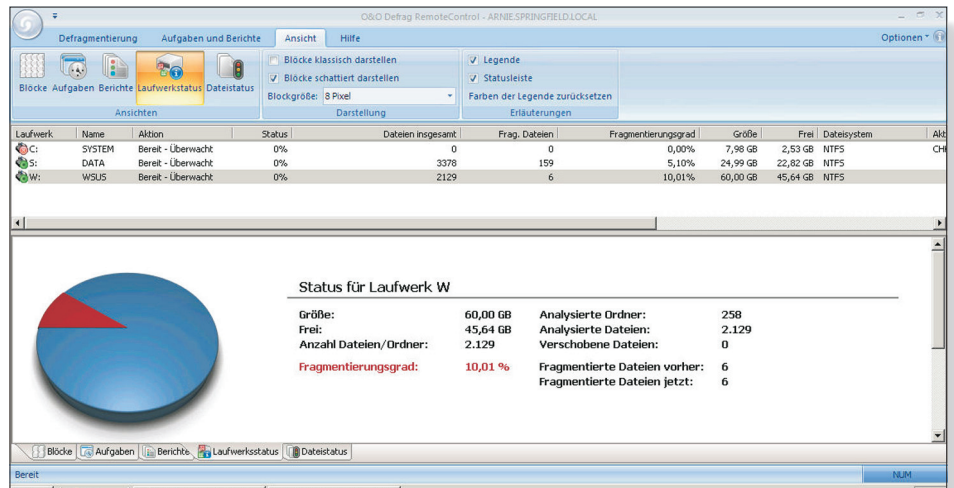 O&O Defrag RemoteControl - ARNIE.SPRINGFIELD.LOCAL
Defragmentierung Aufgaben und Berichte Ansicht Hilfe Optionen
Blöcke Aufgaben Berichte Laufwerkstatus Dateistatus
Ansichten
Blöcke klassisch darstellen
Blöcke schattiert darstellen
Blockgröße: 8 Pixel
Darstellung
Legende
Statusleiste
Farben der Legende zurücksetzen
Erläuterungen
Laufwerk Name Aktion Status Dateien insgesamt Frag. Dateien Fragmentierungsgrad Größe Frei Dateisystem Akt
C: SYSTEM Bereit - Überwacht 0% 0 0 0,00% 7,98 GB 2,53 GB NTFS CHK
S: DATA Bereit - Überwacht 0% 3378 159 5,10% 24,99 GB 22,82 GB NTFS
W: WSUS Bereit - Überwacht 0% 2129 6 10,01% 60,00 GB 45,64 GB NTFS
Status für Laufwerk W
Größe: 60,00 GB Analysierte Ordner: 258
Frei: 45,64 GB Analysierte Dateien: 2.129
Anzahl Dateien/Ordner: 2.129 Verschobene Dateien: 0
Fragmentierungsgrad: 10,01 % Fragmentierte Dateien vorher: 6
Fragmentierte Dateien jetzt: 6
Blöcke Aufgaben Berichte Laufwerksstatus Dateistatus
Bereit NUM